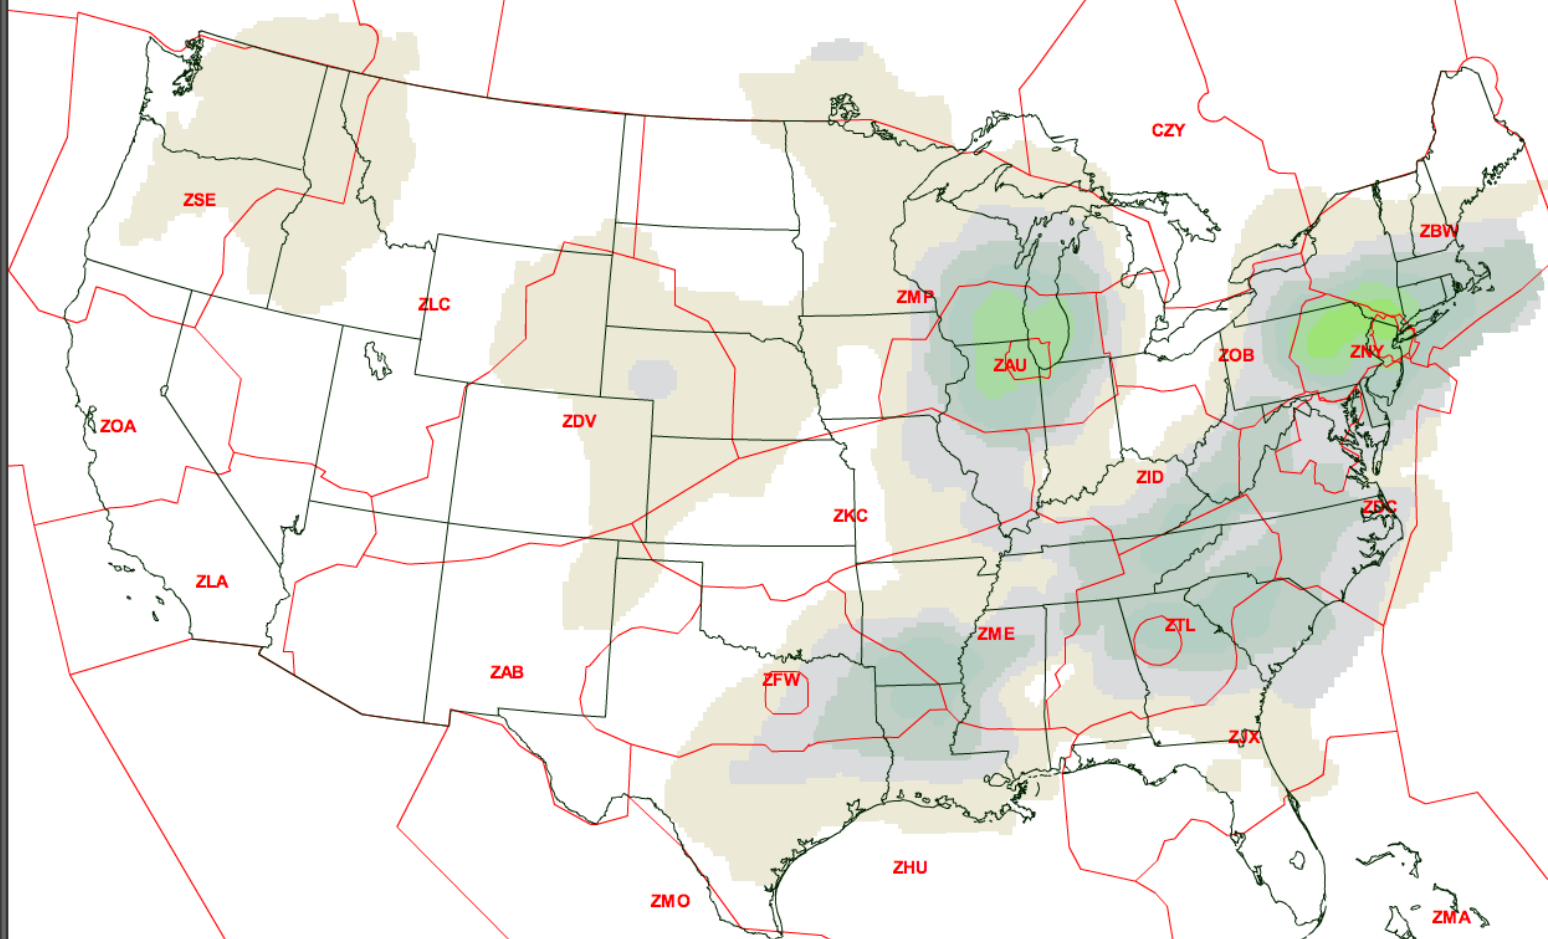 CZY
ZSE
ZBW
ZLC
ZMP
ZOB
ZNY
ZAU
ZDV
ZOA
ZID
ZKC
ZDC
ZLA
ZTL
ZME
ZAB
ZFW
ZJX
ZHU
ZMO
ZMA